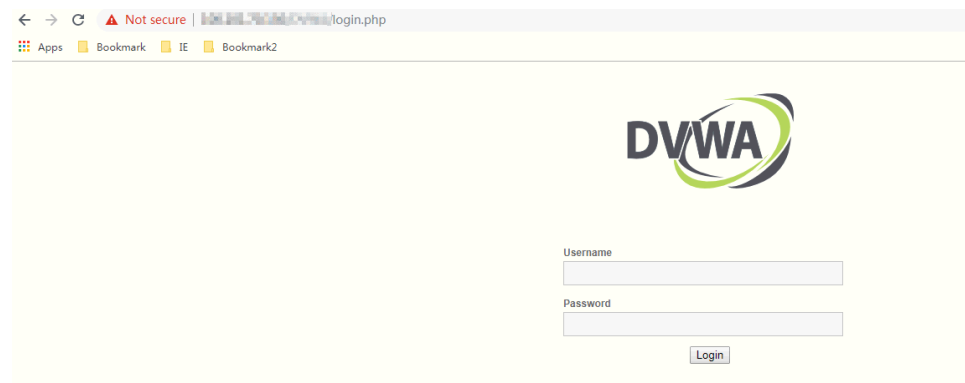 Not secure | /login.php
Apps Bookmark IE Bookmark2
DVWA
Username
Password
Login